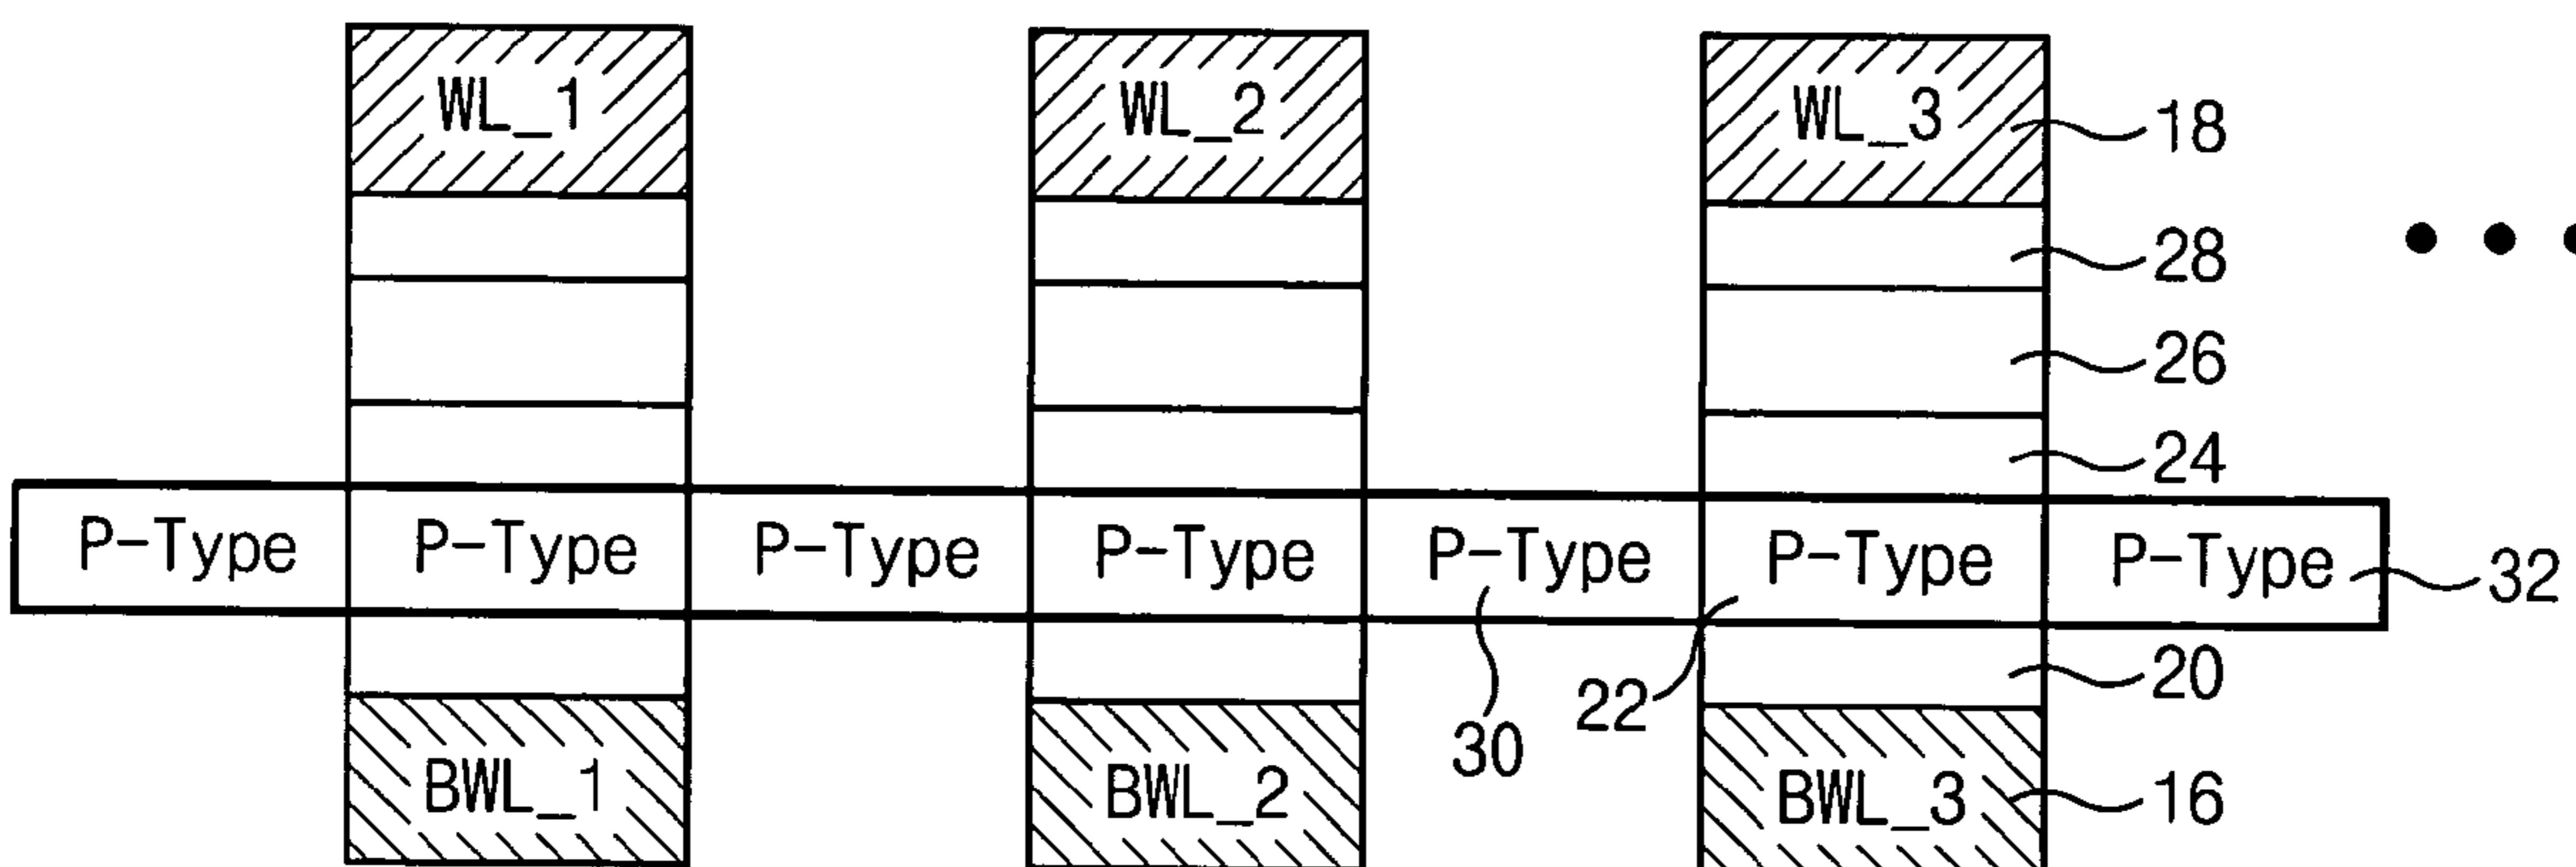 WL_1 WL_2 WL_3 18
28
26
24
P-Type P-Type P-Type P-Type P-Type P-Type P-Type 32
20
22
30
BWL_1 BWL_2 BWL_3 16